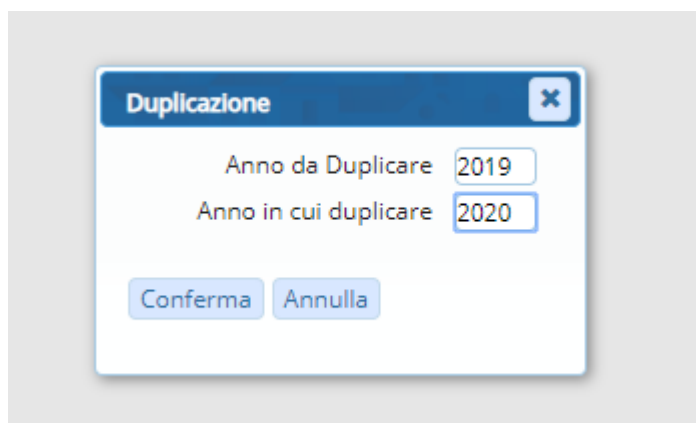 Duplicazione
Anno da Duplicare 2019
Anno in cui duplicare 2020
Conferma Annulla